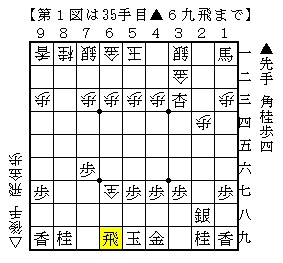 【第１図は35手目▲６九飛まで】
９ ８ ７ ６ ５ ４ ３ ２ １
香 桂 銀 金 王 銀 馬 一
金 二
歩 歩 歩 歩 歩 杏 歩 三
歩 四
五
歩 六
歩 金 歩 歩 歩 歩 七
銀 八
香 桂 飛 玉 金 桂 香 九
▲先手 角桂歩四
△後手 飛金歩